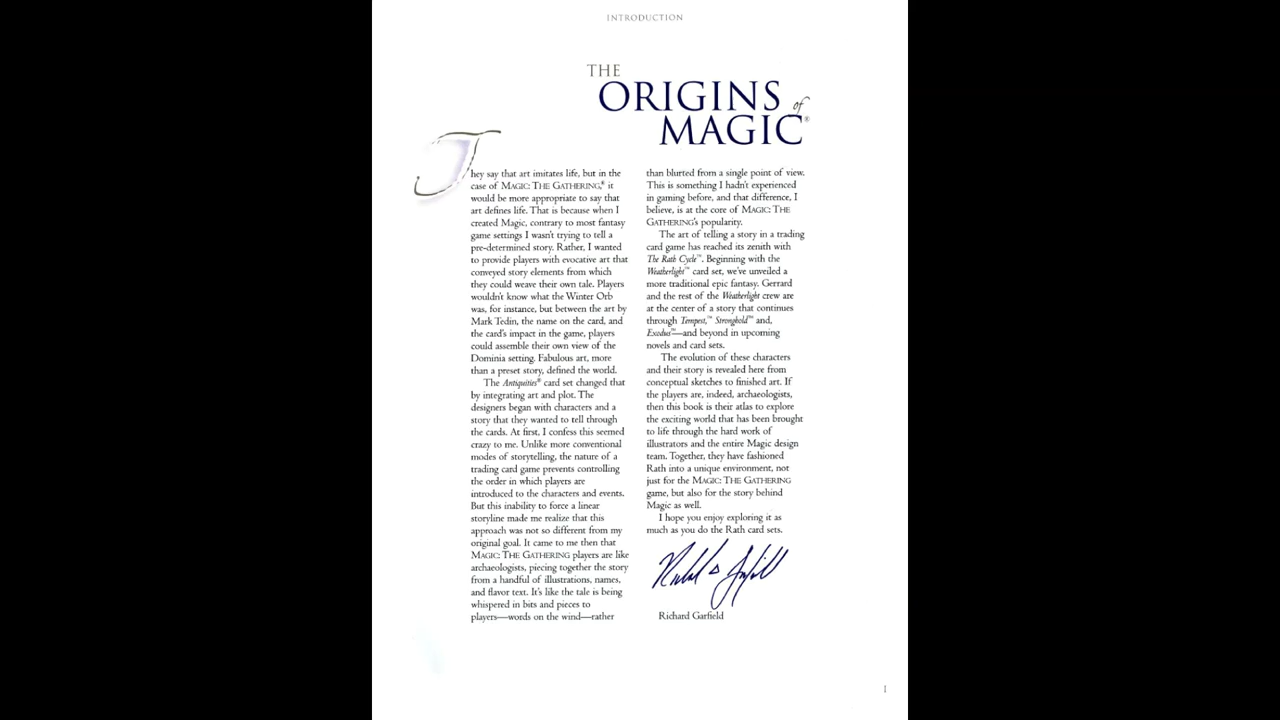 INTRODUCTION
THE
ORIGINS of
MAGIC®
They say that art imitates life, but in the
case of MAGIC: THE GATHERING,® it
would be more appropriate to say that
art defines life. That is because when I
created Magic, contrary to most fantasy
game settings I wasn't trying to tell a
pre-determined story. Rather, I wanted
to provide players with evocative art that
conveyed story elements from which
they could weave their own tale. Players
wouldn't know what the Winter Orb
was, for instance, but between the art by
Mark Tedin, the name on the card, and
the card's impact in the game, players
could assemble their own view of the
Dominia setting. Fabulous art, more
than a preset story, defined the world.
The Antiquities® card set changed that
by integrating art and plot. The
designers began with characters and a
story that they wanted to tell through
the cards. At first, I confess this seemed
crazy to me. Unlike more conventional
modes of storytelling, the nature of a
trading card game prevents controlling
the order in which players are
introduced to the characters and events.
But this inability to force a linear
storyline made me realize that this
approach was not so different from my
original goal. It came to me then that
MAGIC: THE GATHERING players are like
archaeologists, piecing together the story
from a handful of illustrations, names,
and flavor text. It's like the tale is being
whispered in bits and pieces to
players—words on the wind—rather
than blurted from a single point of view.
This is something I hadn't experienced
in gaming before, and that difference, I
believe, is at the core of MAGIC: THE
GATHERING's popularity.
The art of telling a story in a trading
card game has reached its zenith with
The Rath Cycle™. Beginning with the
Weatherlight™ card set, we've unveiled a
more traditional epic fantasy. Gerrard
and the rest of the Weatherlight crew are
at the center of a story that continues
through Tempest,™ Stronghold™ and,
Exodus™—and beyond in upcoming
novels and card sets.
The evolution of these characters
and their story is revealed here from
conceptual sketches to finished art. If
the players are, indeed, archaeologists,
then this book is their atlas to explore
the exciting world that has been brought
to life through the hard work of
illustrators and the entire Magic design
team. Together, they have fashioned
Rath into a unique environment, not
just for the MAGIC: THE GATHERING
game, but also for the story behind
Magic as well.
I hope you enjoy exploring it as
much as you do the Rath card sets.
Richard Garfield
1